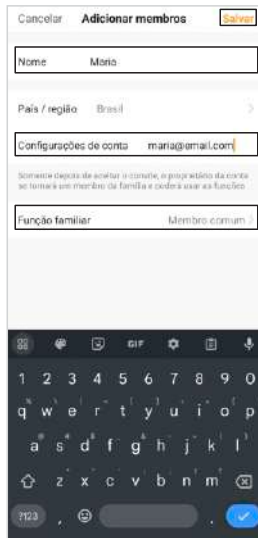 Cancelar Adicionar membros Salvar
Nome Maria
País / região Brasil
Configurações de conta maria@email.com
Somente depois de aceitar o convite, o proprietário da conta
se tornará um membro da família e poderá usar as funções
Função familiar Membro comum
GIF
1 2 3 4 5 6 7 8 9 0
q w e r t y u i o p
a s d f g h j k l
z x c v b n m
?123 , .